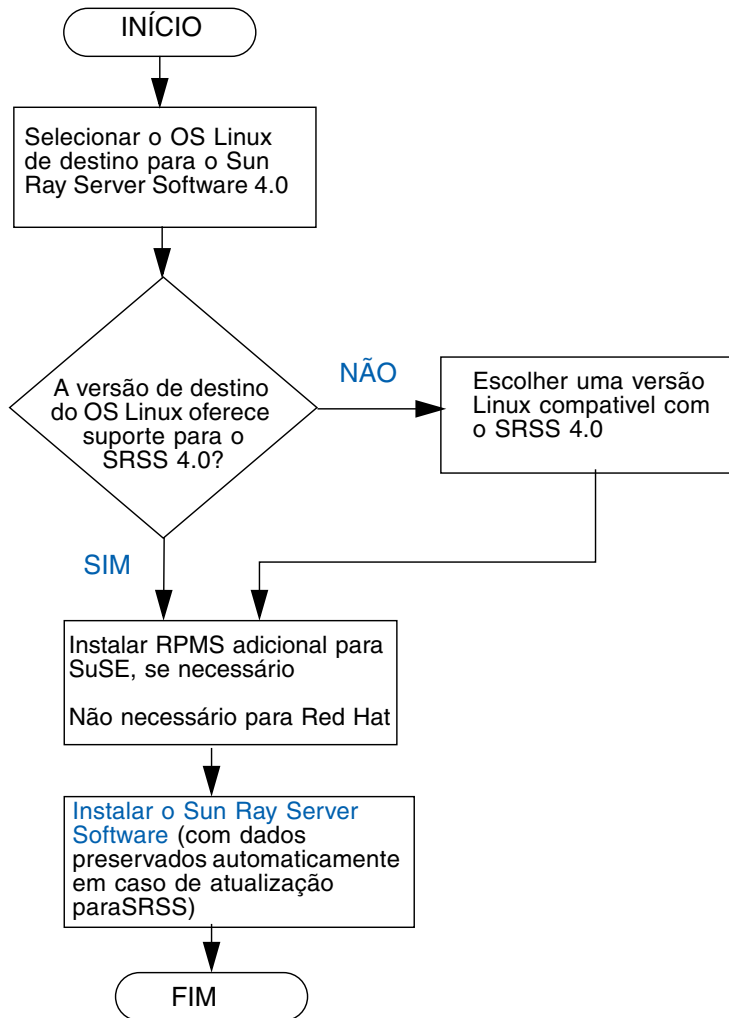 INÍCIO
Selecionar o OS Linux
de destino para o Sun
Ray Server Software 4.0
A versão de destino
do OS Linux oferece
suporte para o
SRSS 4.0?
NÃO
Escolher uma versão
Linux compativel com
o SRSS 4.0
SIM
Instalar RPMS adicional para
SuSE, se necessário
Não necessário para Red Hat
Instalar o Sun Ray Server
Software (com dados
preservados automaticamente
em caso de atualização
paraSRSS)
FIM